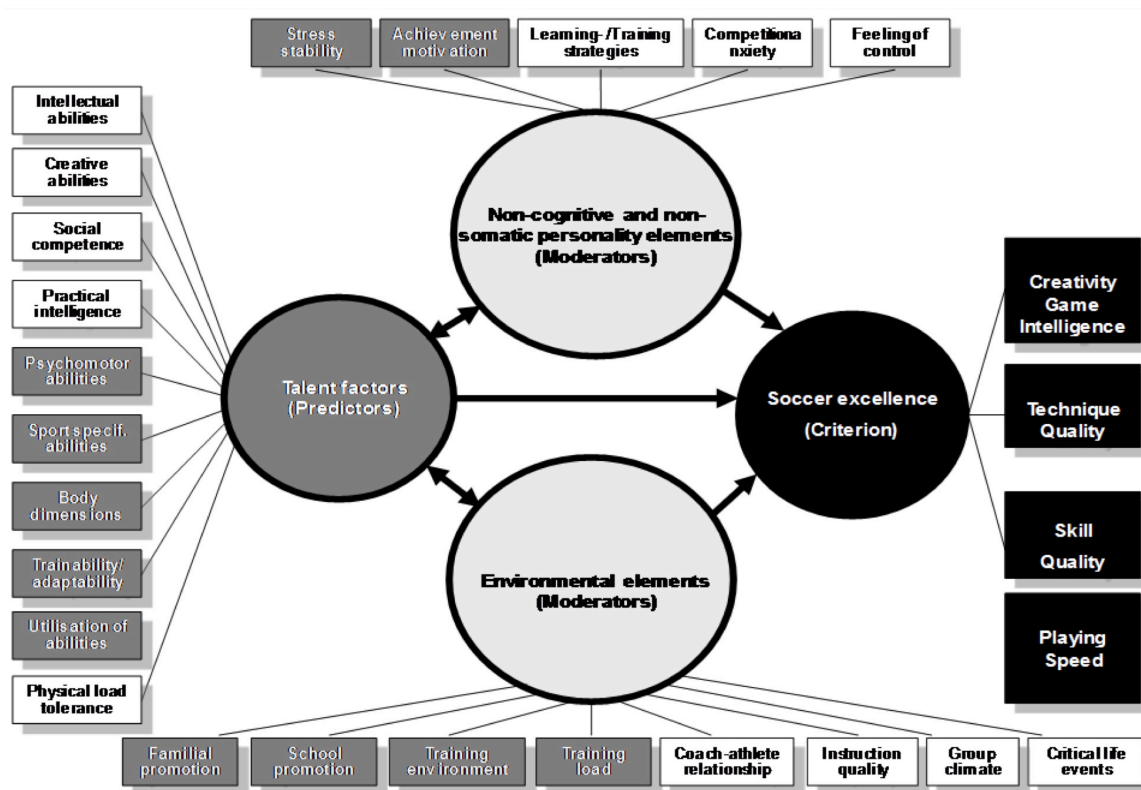 Stress
stability
Achievement
motivation
Learning-/Training
strategies
Competitiona
nxiety
Feeling of
control
Intellectual
abilities
Creative
abilities
Social
competence
Practical
intelligence
Psychomotor
abilities
Sport specif.
abilities
Body
dimensions
Trainability/
adaptability
Utilisation of
abilities
Physical load
tolerance
Non-cognitive and non-
somatic personality elements
(Moderators)
Talent factors
(Predictors)
Soccer excellence
(Criterion)
Environmental elements
(Moderators)
Creativity
Game
Intelligence
Technique
Quality
Skill
Quality
Playing
Speed
Familial
promotion
School
promotion
Training
environment
Training
load
Coach-athlete
relationship
Instruction
quality
Group
climate
Critical life
events